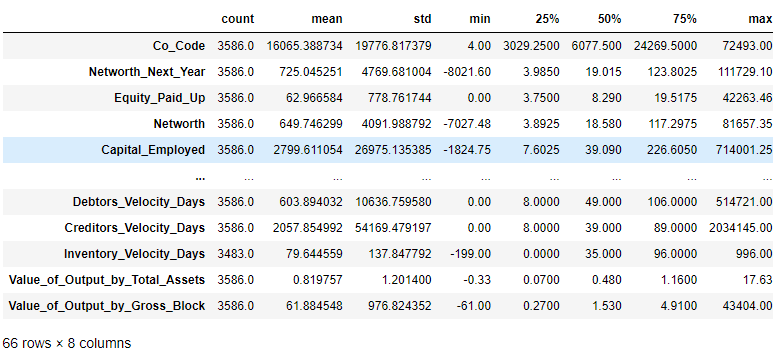 count mean std min 25% 50% 75% max
Co_Code 3586.0 16065.388734 19776.817379 4.00 3029.2500 6077.500 24269.5000 72493.00
Networth_Next_Year 3586.0 725.045251 4769.681004 -8021.60 3.9850 19.015 123.8025 111729.10
Equity_Paid_Up 3586.0 62.966584 778.761744 0.00 3.7500 8.290 19.5175 42263.46
Networth 3586.0 649.746299 4091.988792 -7027.48 3.8925 18.580 117.2975 81657.35
Capital_Employed 3586.0 2799.611054 26975.135385 -1824.75 7.6025 39.090 226.6050 714001.25
... ... ... ... ... ... ... ... ...
Debtors_Velocity_Days 3586.0 603.894032 10636.759580 0.00 8.0000 49.000 106.0000 514721.00
Creditors_Velocity_Days 3586.0 2057.854992 54169.479197 0.00 8.0000 39.000 89.0000 2034145.00
Inventory_Velocity_Days 3483.0 79.644559 137.847792 -199.00 0.0000 35.000 96.0000 996.00
Value_of_Output_by_Total_Assets 3586.0 0.819757 1.201400 -0.33 0.0700 0.480 1.1600 17.63
Value_of_Output_by_Gross_Block 3586.0 61.884548 976.824352 -61.00 0.2700 1.530 4.9100 43404.00
66 rows × 8 columns